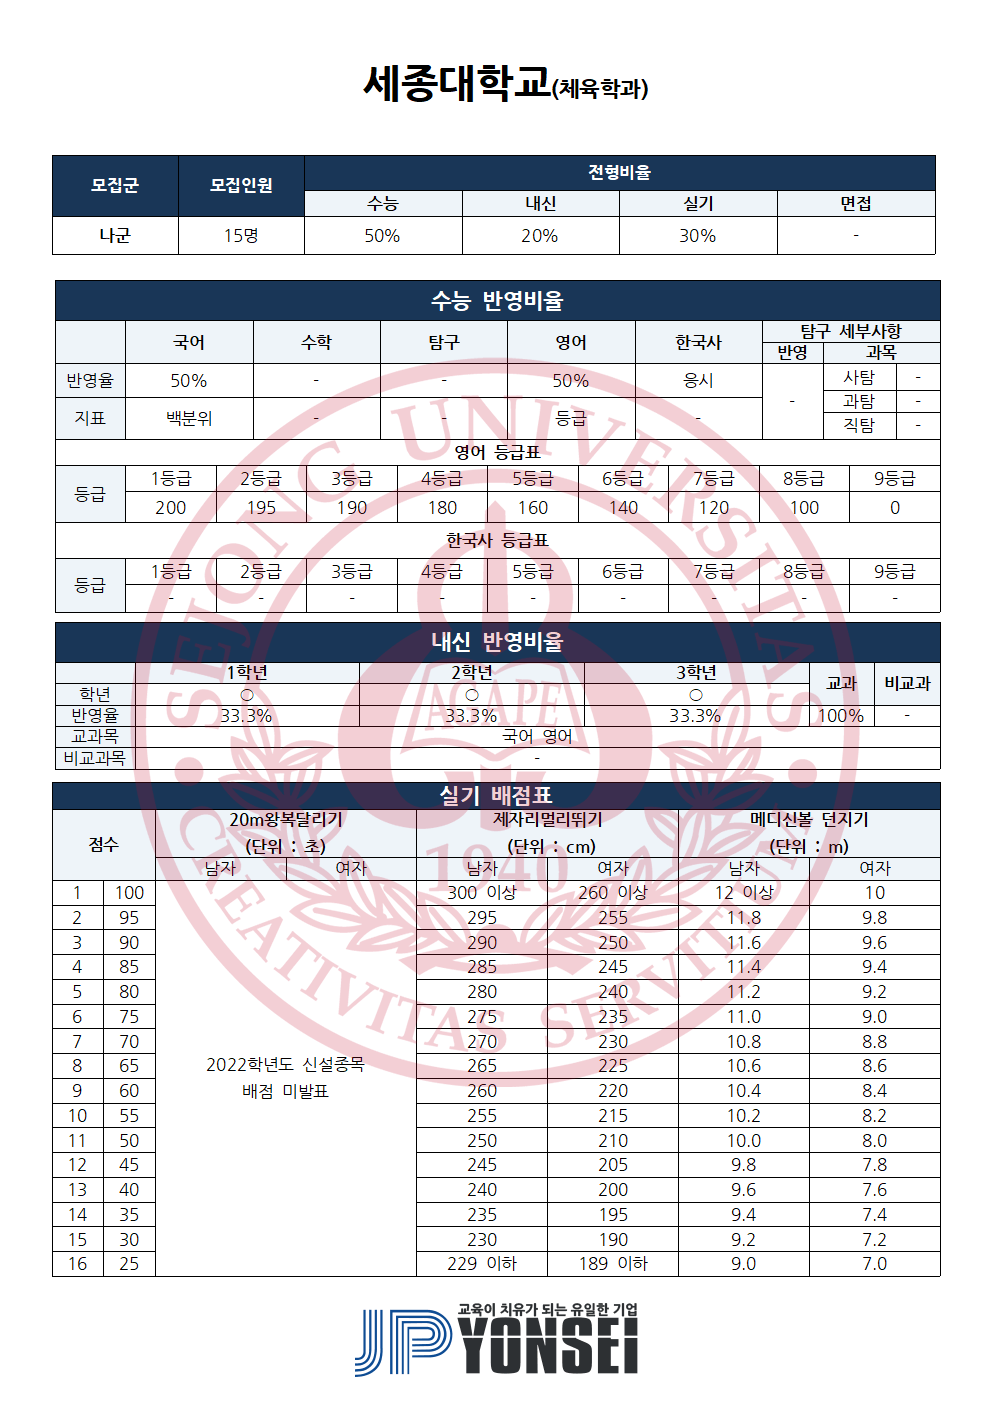 세종대학교(체육학과)
모집군 모집인원 전형비율
수능 내신 실기 면접
나군 15명 50% 20% 30% -
수능 반영비율
국어 수학 탐구 영어 한국사 탐구 세부사항
반영 과목
반영율 50% - - 50% 응시 - 사탐 -
과탐 -
지표 백분위 - - 등급 - 직탐 -
영어 등급표
등급 1등급 2등급 3등급 4등급 5등급 6등급 7등급 8등급 9등급
200 195 190 180 160 140 120 100 0
한국사 등급표
등급 1등급 2등급 3등급 4등급 5등급 6등급 7등급 8등급 9등급
- - - - - - - - -
내신 반영비율
1학년 2학년 3학년 교과 비교과
학년 ○ ○ ○
반영율 33.3% 33.3% 33.3% 100% -
교과목 국어 영어
비교과목 -
실기 배점표
점수 20m왕복달리기 제자리멀리뛰기 메디신볼 던지기
(단위 : 초) (단위 : cm) (단위 : m)
남자 여자 남자 여자 남자 여자
1 100 300 이상 260 이상 12 이상 10
2 95 295 255 11.8 9.8
3 90 290 250 11.6 9.6
4 85 285 245 11.4 9.4
5 80 280 240 11.2 9.2
6 75 275 235 11.0 9.0
7 70 270 230 10.8 8.8
8 65 2022학년도 신설종목 265 225 10.6 8.6
9 60 배점 미발표 260 220 10.4 8.4
10 55 255 215 10.2 8.2
11 50 250 210 10.0 8.0
12 45 245 205 9.8 7.8
13 40 240 200 9.6 7.6
14 35 235 195 9.4 7.4
15 30 230 190 9.2 7.2
16 25 229 이하 189 이하 9.0 7.0
SEJONG UNIVERSITAS
AGAPE
1940
CREATIVITAS SERVITIUM
교육이 치유가 되는 유일한 기업
JP YONSEI